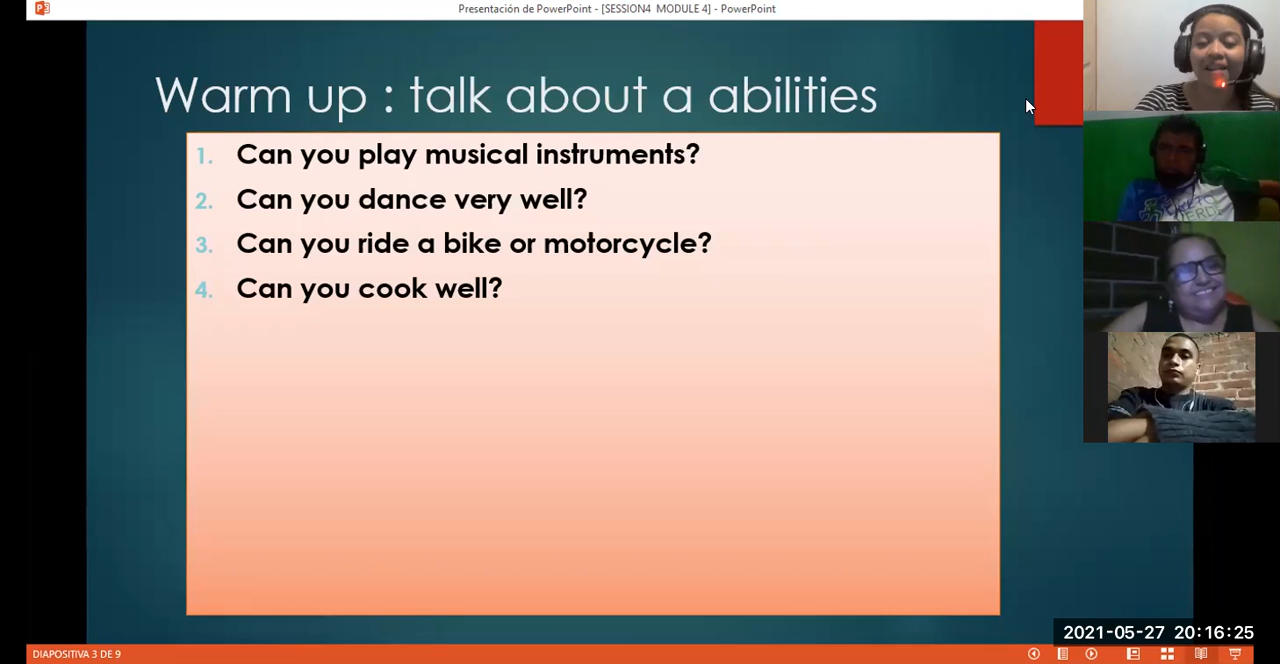 Presentación de PowerPoint - [SESSION4 MODULE 4] - PowerPoint
Warm up : talk about a abilities
1. Can you play musical instruments?
2. Can you dance very well?
3. Can you ride a bike or motorcycle?
4. Can you cook well?
2021-05-27 20:16:25
DIAPOSITIVA 3 DE 9